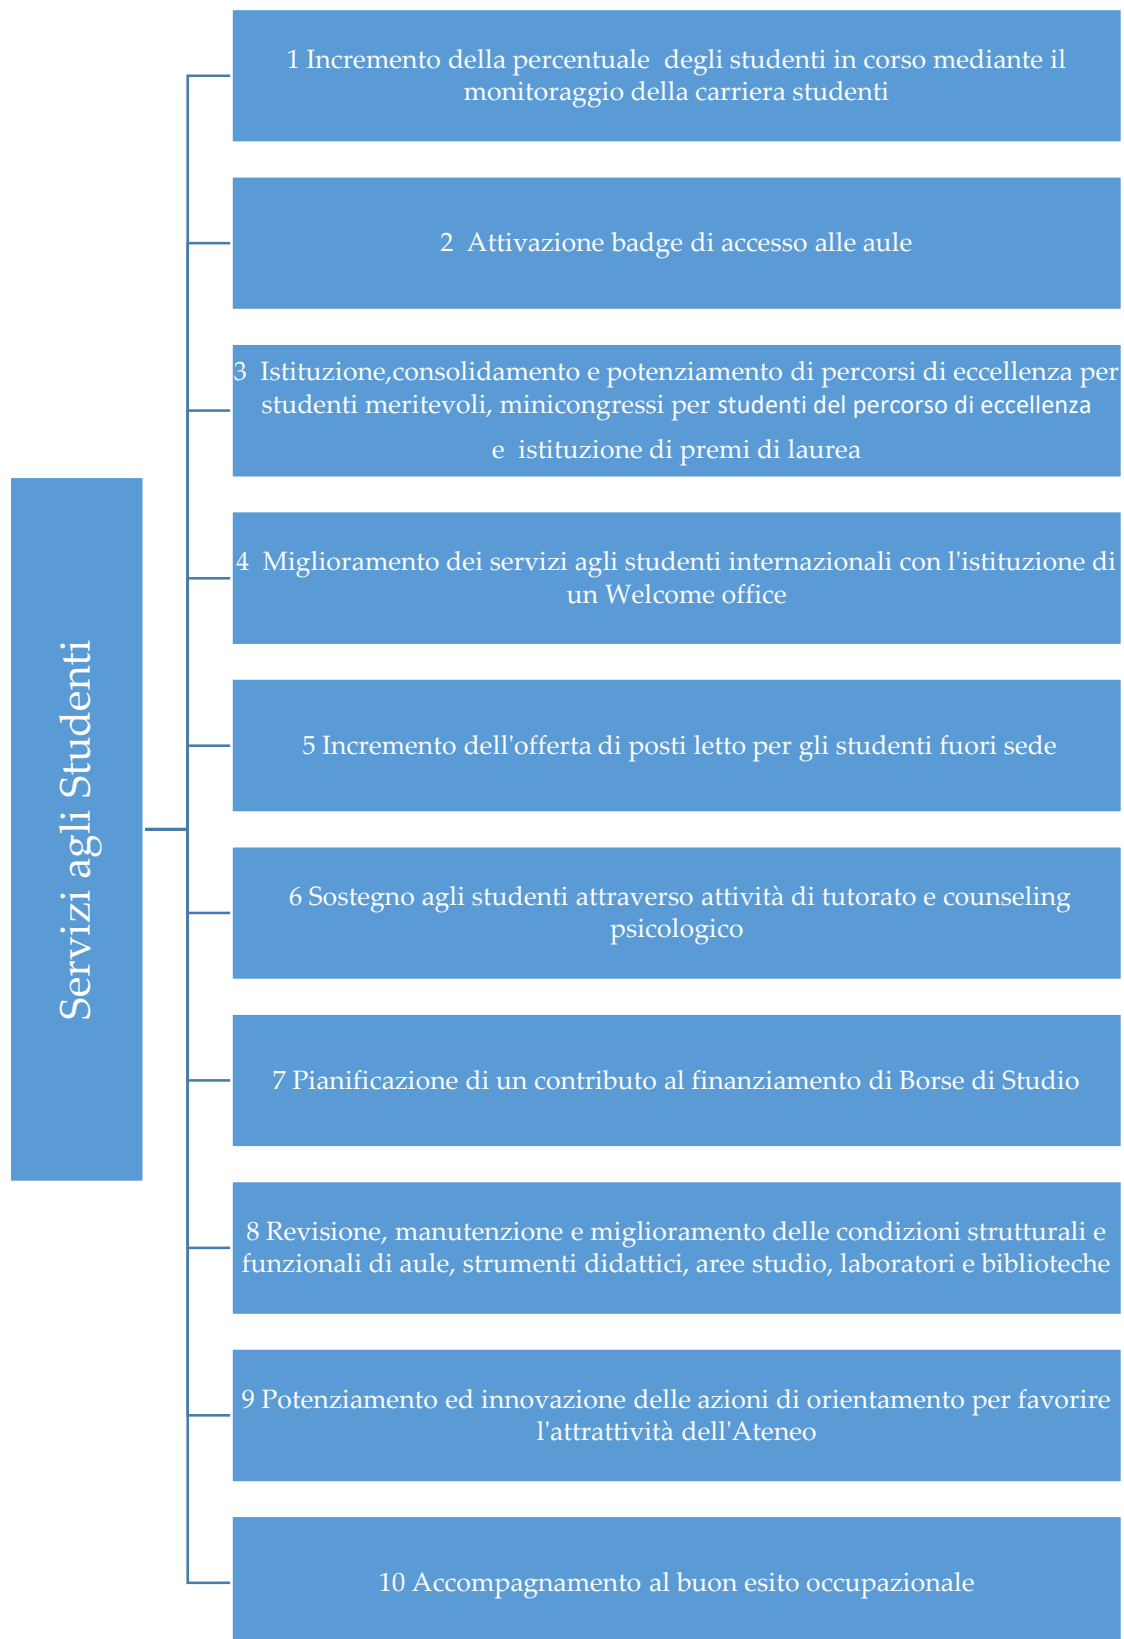 1 Incremento della percentuale  degli studenti in corso mediante il
monitoraggio della carriera studenti
2  Attivazione badge di accesso alle aule
3  Istituzione,consolidamento e potenziamento di percorsi di eccellenza per
studenti meritevoli, minicongressi per studenti del percorso di eccellenza
e  istituzione di premi di laurea
4  Miglioramento dei servizi agli studenti internazionali con l'istituzione di
un Welcome office
Servizi agli Studenti
5 Incremento dell'offerta di posti letto per gli studenti fuori sede
6 Sostegno agli studenti attraverso attività di tutorato e counseling
psicologico
7 Pianificazione di un contributo al finanziamento di Borse di Studio
8 Revisione, manutenzione e miglioramento delle condizioni strutturali e
funzionali di aule, strumenti didattici, aree studio, laboratori e biblioteche
9 Potenziamento ed innovazione delle azioni di orientamento per favorire
l'attrattività dell'Ateneo
10 Accompagnamento al buon esito occupazionale